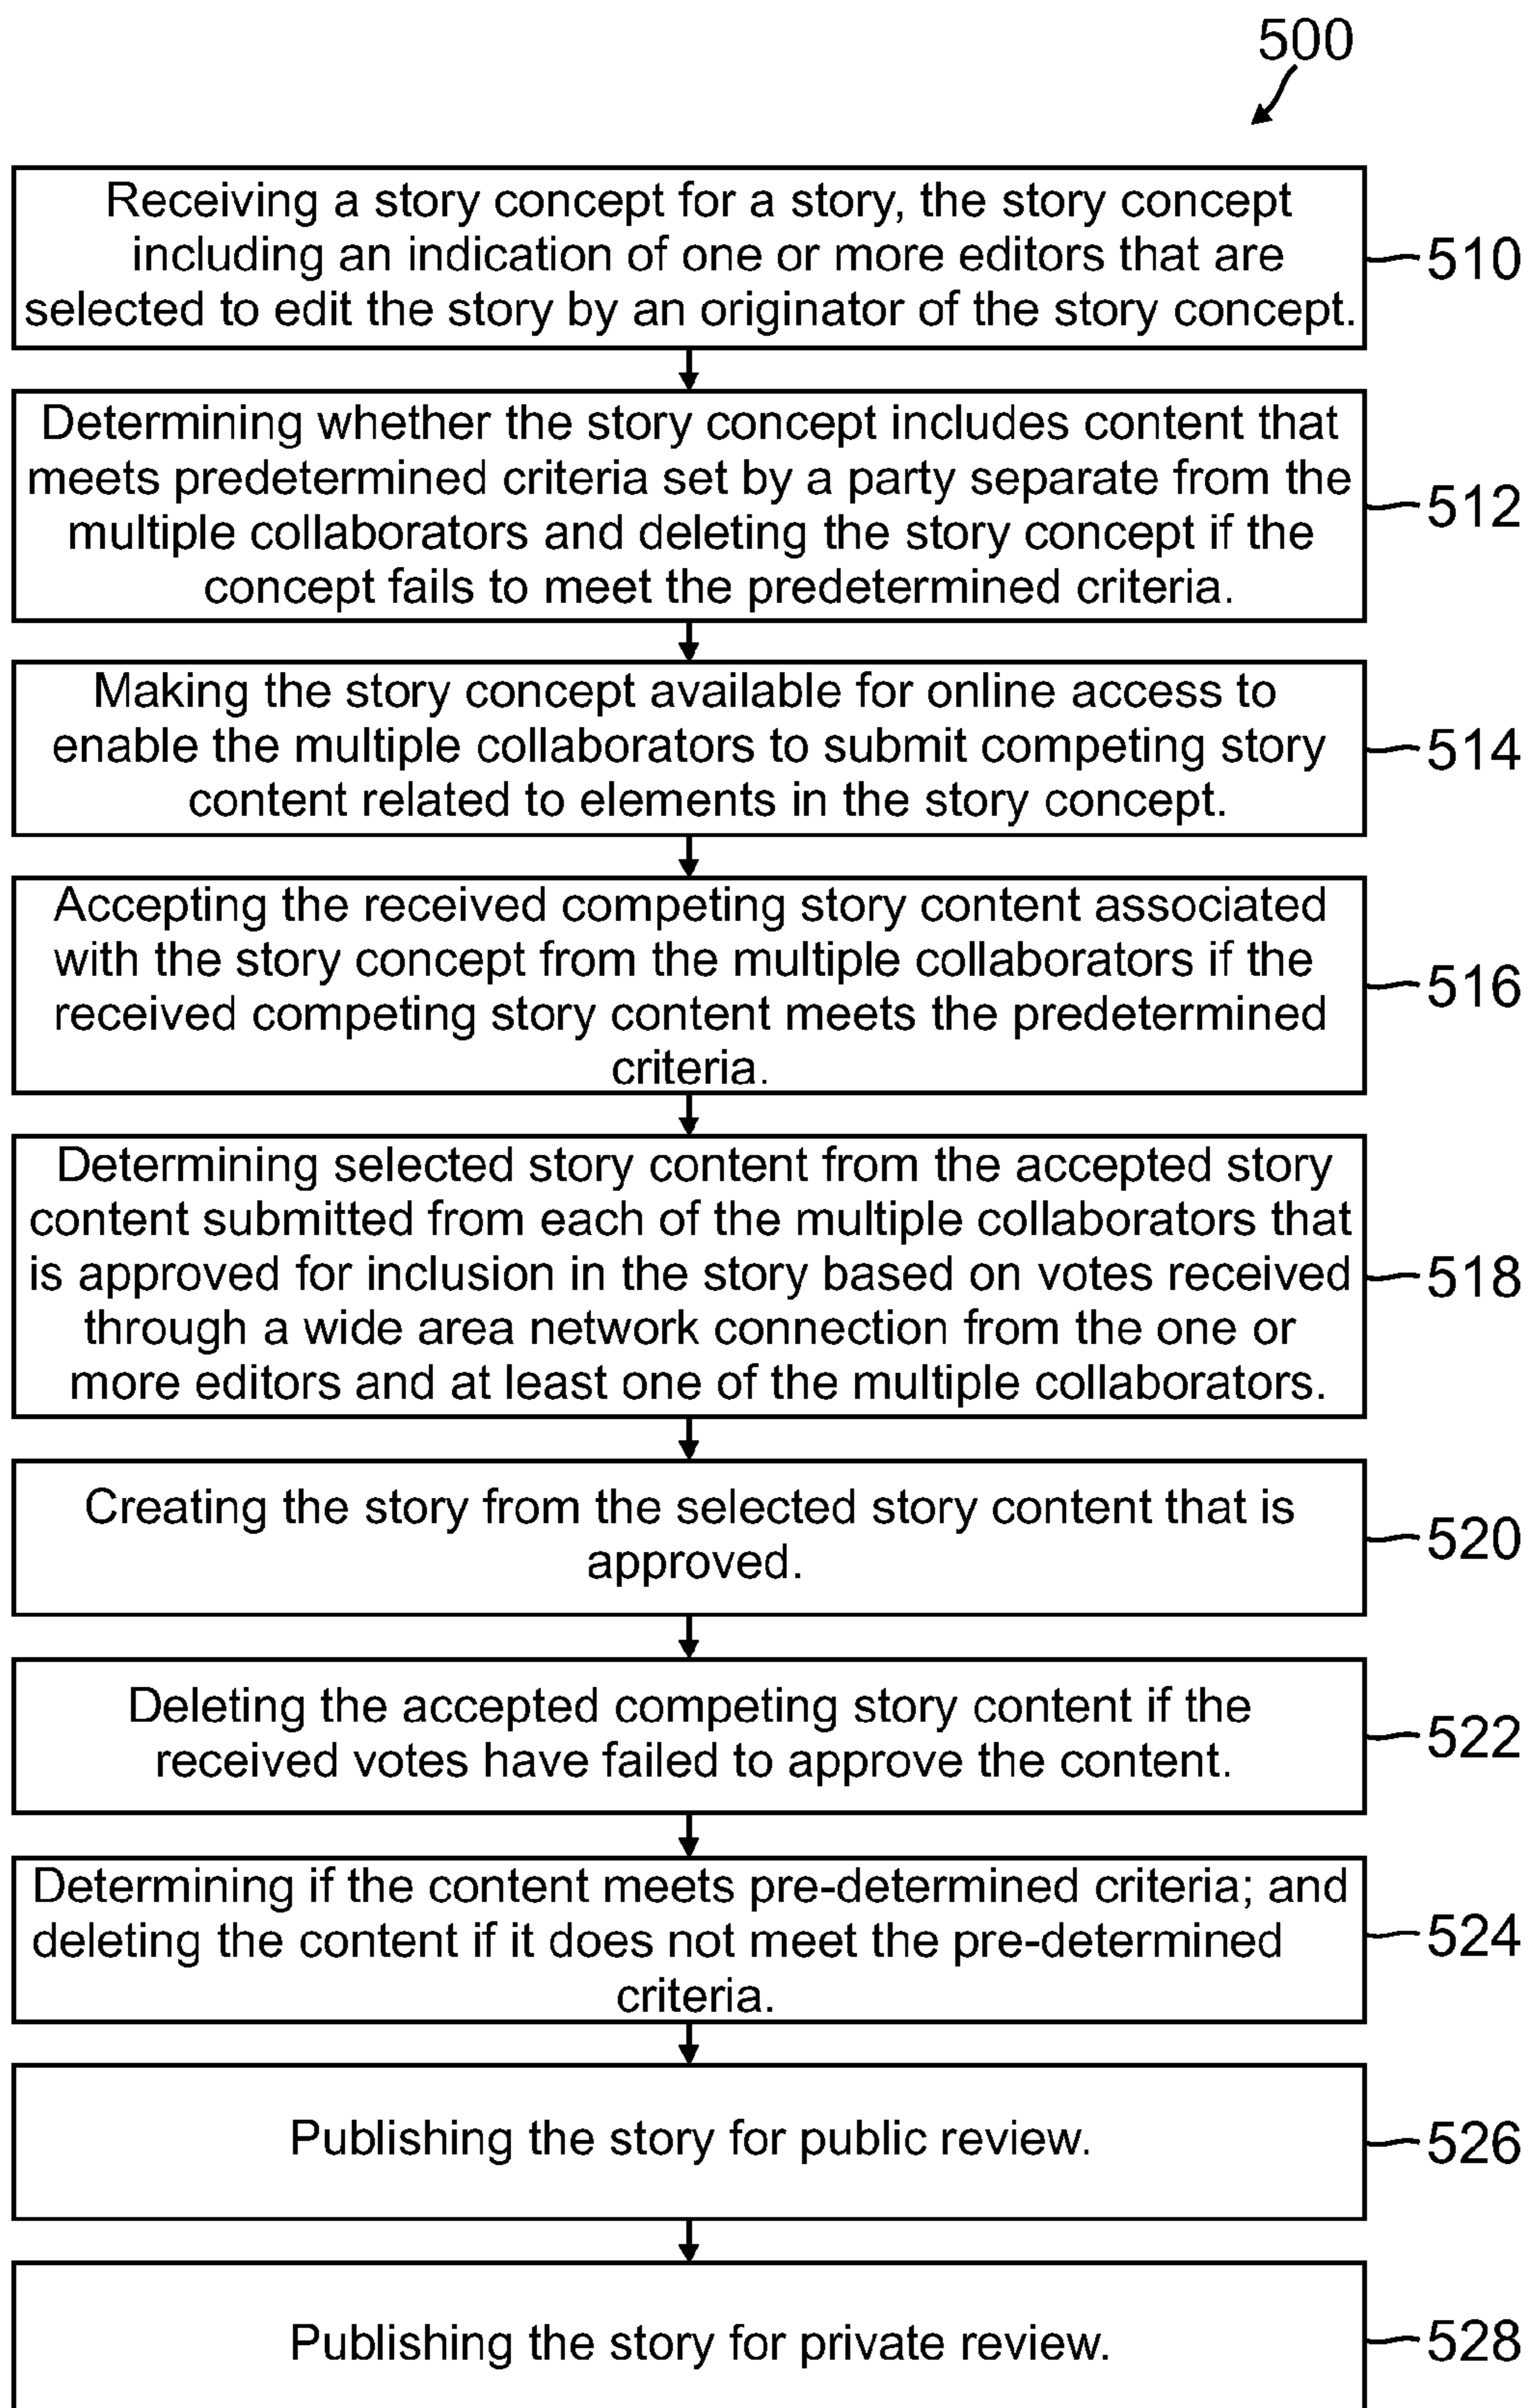 500
Receiving a story concept for a story, the story concept
including an indication of one or more editors that are
selected to edit the story by an originator of the story concept.
510
Determining whether the story concept includes content that
meets predetermined criteria set by a party separate from the
multiple collaborators and deleting the story concept if the
concept fails to meet the predetermined criteria.
512
Making the story concept available for online access to
enable the multiple collaborators to submit competing story
content related to elements in the story concept.
514
Accepting the received competing story content associated
with the story concept from the multiple collaborators if the
received competing story content meets the predetermined
criteria.
516
Determining selected story content from the accepted story
content submitted from each of the multiple collaborators that
is approved for inclusion in the story based on votes received
through a wide area network connection from the one or
more editors and at least one of the multiple collaborators.
518
Creating the story from the selected story content that is
approved.
520
Deleting the accepted competing story content if the
received votes have failed to approve the content.
522
Determining if the content meets pre-determined criteria; and
deleting the content if it does not meet the pre-determined
criteria.
524
Publishing the story for public review.
526
Publishing the story for private review.
528